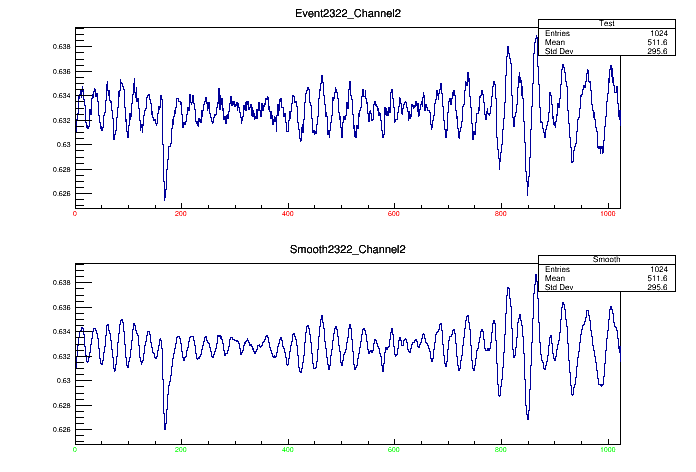 Event2322_Channel2
Test
Entries 1024
Mean 511.6
Std Dev 295.6
0.638
0.636
0.634
0.632
0.63
0.628
0.626
0 200 400 600 800 1000
Smooth2322_Channel2
Smooth
Entries 1024
Mean 511.6
Std Dev 295.6
0.638
0.636
0.634
0.632
0.63
0.628
0.626
0 200 400 600 800 1000